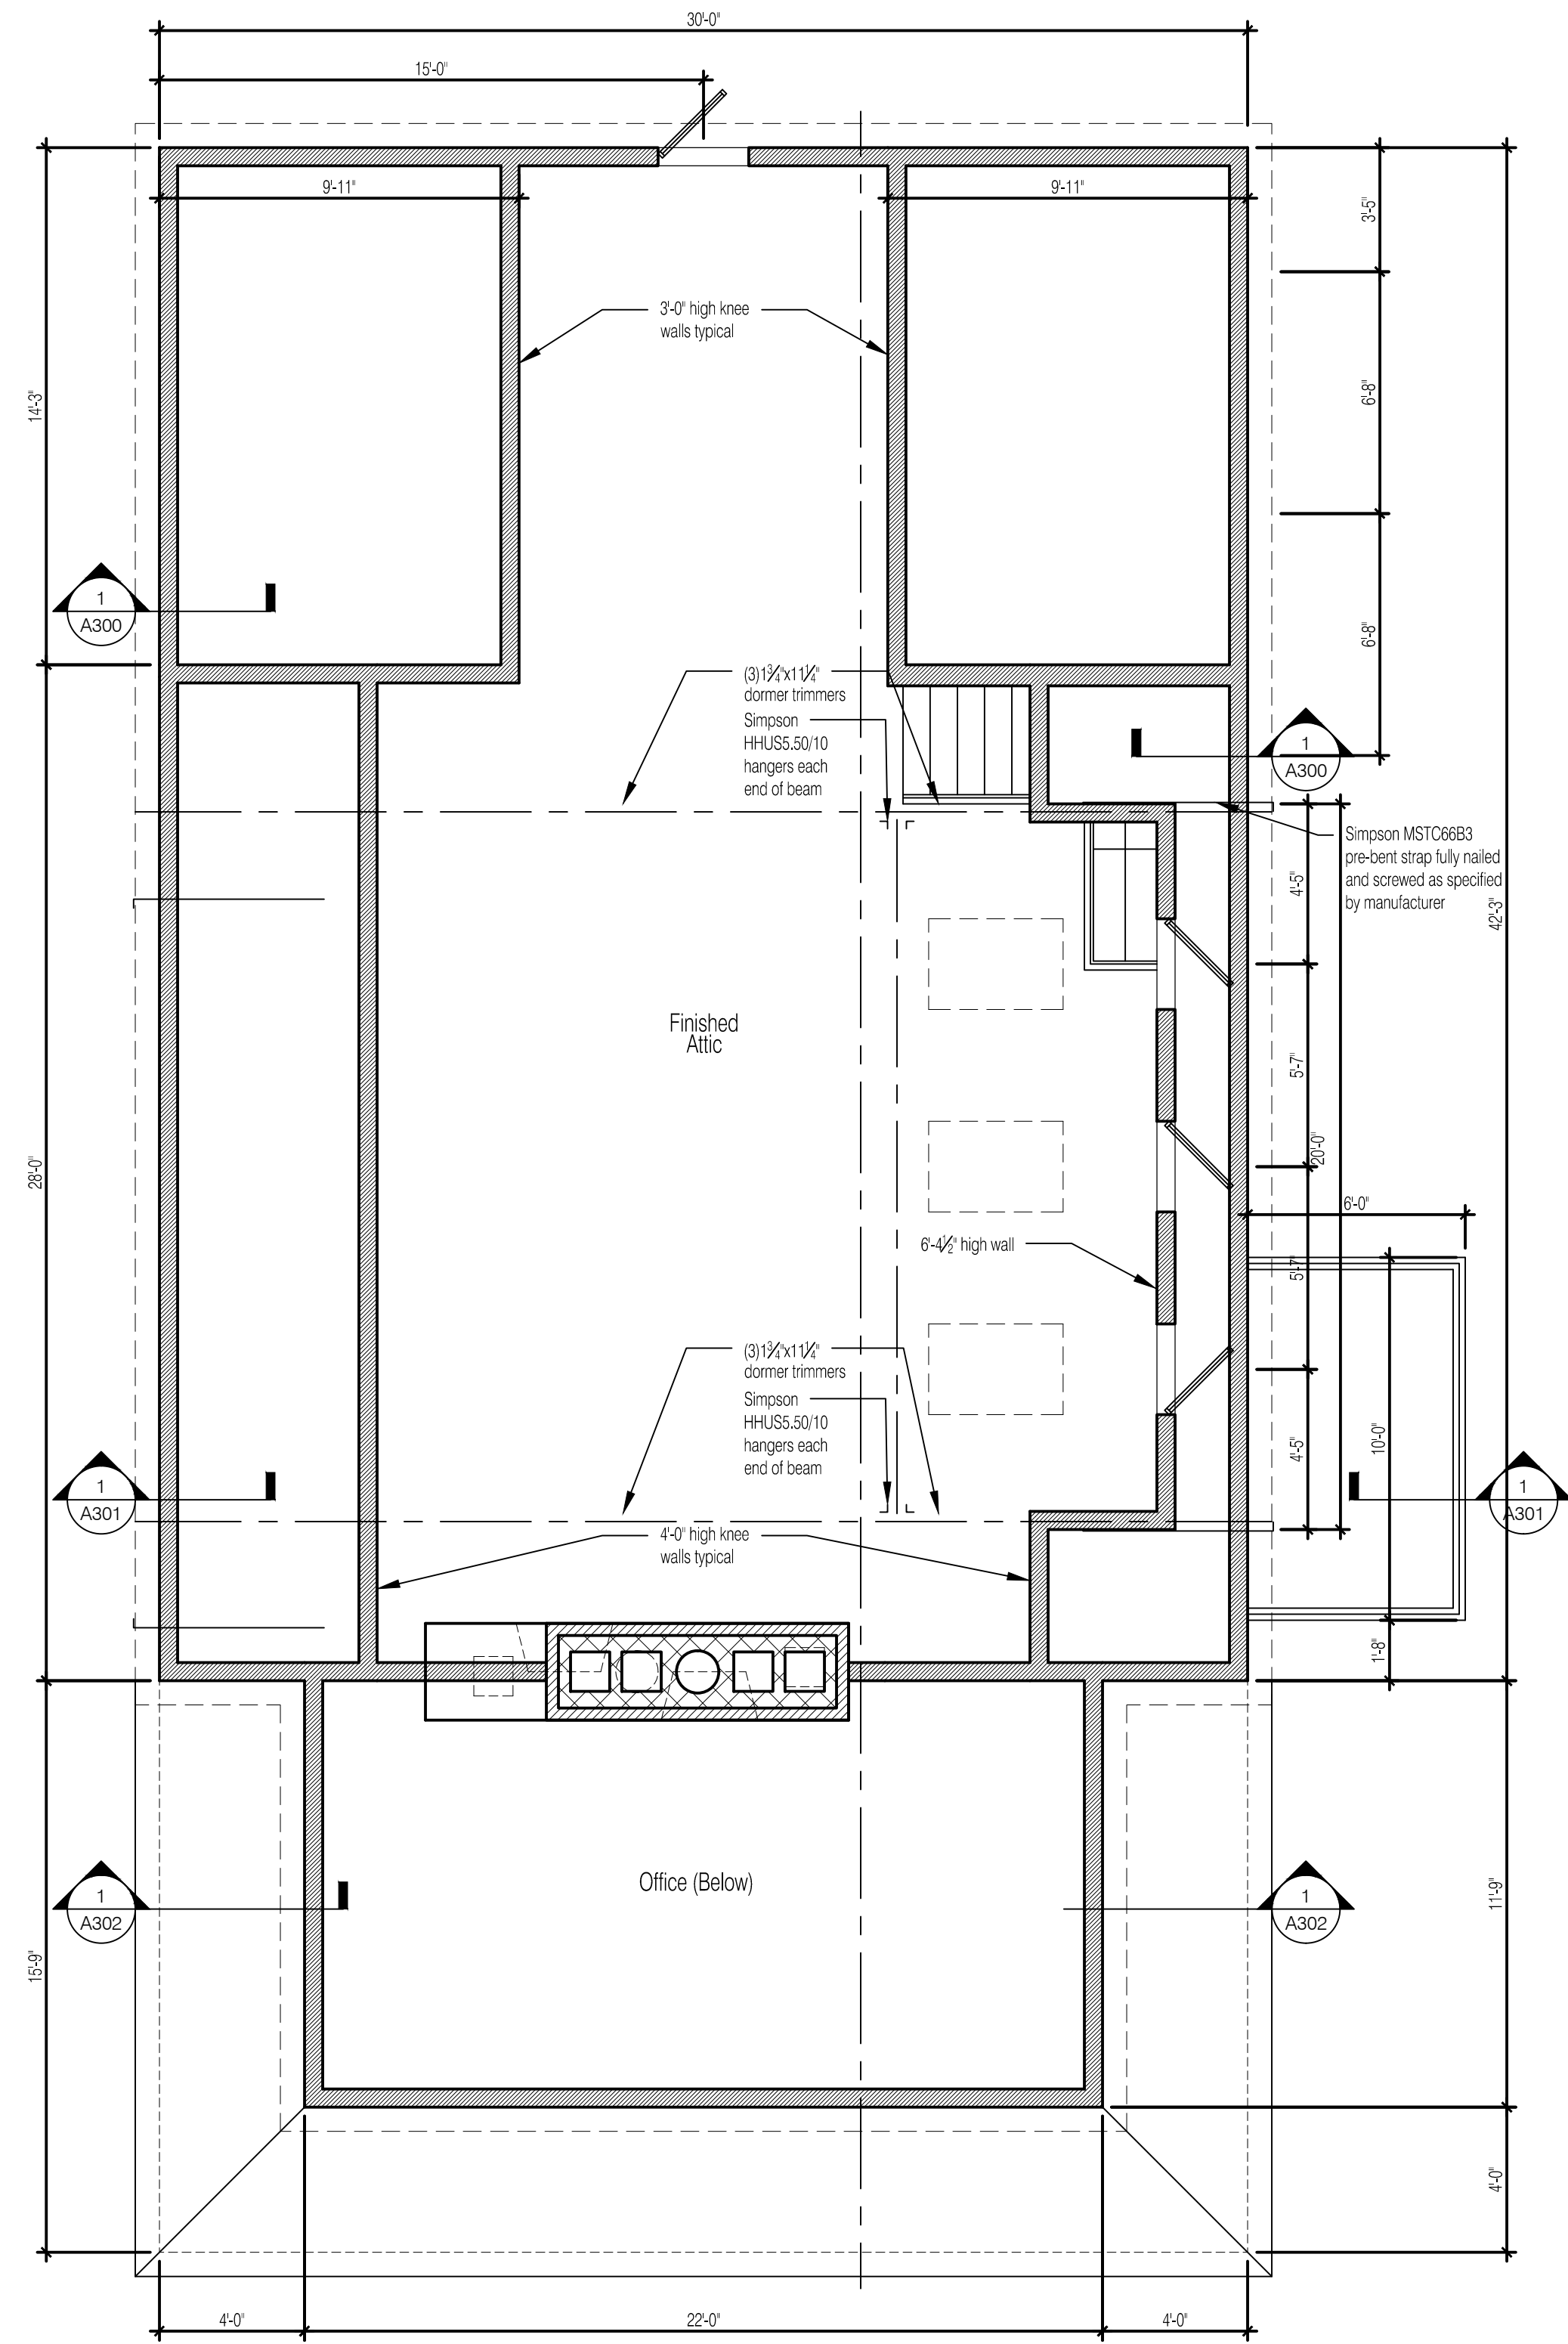 30'-0"
15'-0"
9'-11"
9'-11"
3'-5"
3'-0" high knee
walls typical
6'-8"
14'-3"
1
A300
6'-8"
(3)1¾"x11¼"
dormer trimmers
Simpson
HHUS5.50/10
hangers each
end of beam
1
A300
Simpson MSTC66B3
pre-bent strap fully nailed
and screwed as specified
by manufacturer
4'-5"
42'-3"
Finished
Attic
5'-7"
28'-0"
20'-0"
6'-0"
6'-4½" high wall
5'-7"
(3)1¾"x11¼"
dormer trimmers
Simpson
HHUS5.50/10
hangers each
end of beam
4'-5"
10'-0"
1
A301
1
A301
4'-0" high knee
walls typical
1'-8"
Office (Below)
1
A302
1
A302
11'-9"
15'-9"
4'-0"
4'-0"
22'-0"
4'-0"